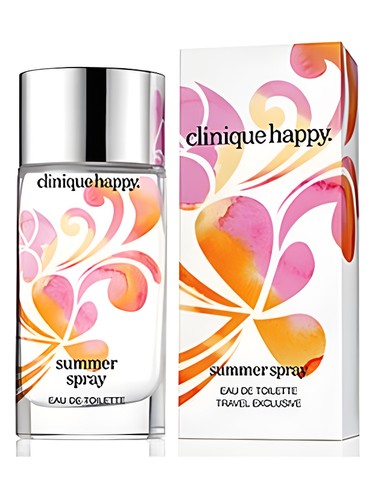 clinique happy.
summer
spray
EAU DE TOILETTE
clinique happy.
summer spray
EAU DE TOILETTE
TRAVEL EXCLUSIVE